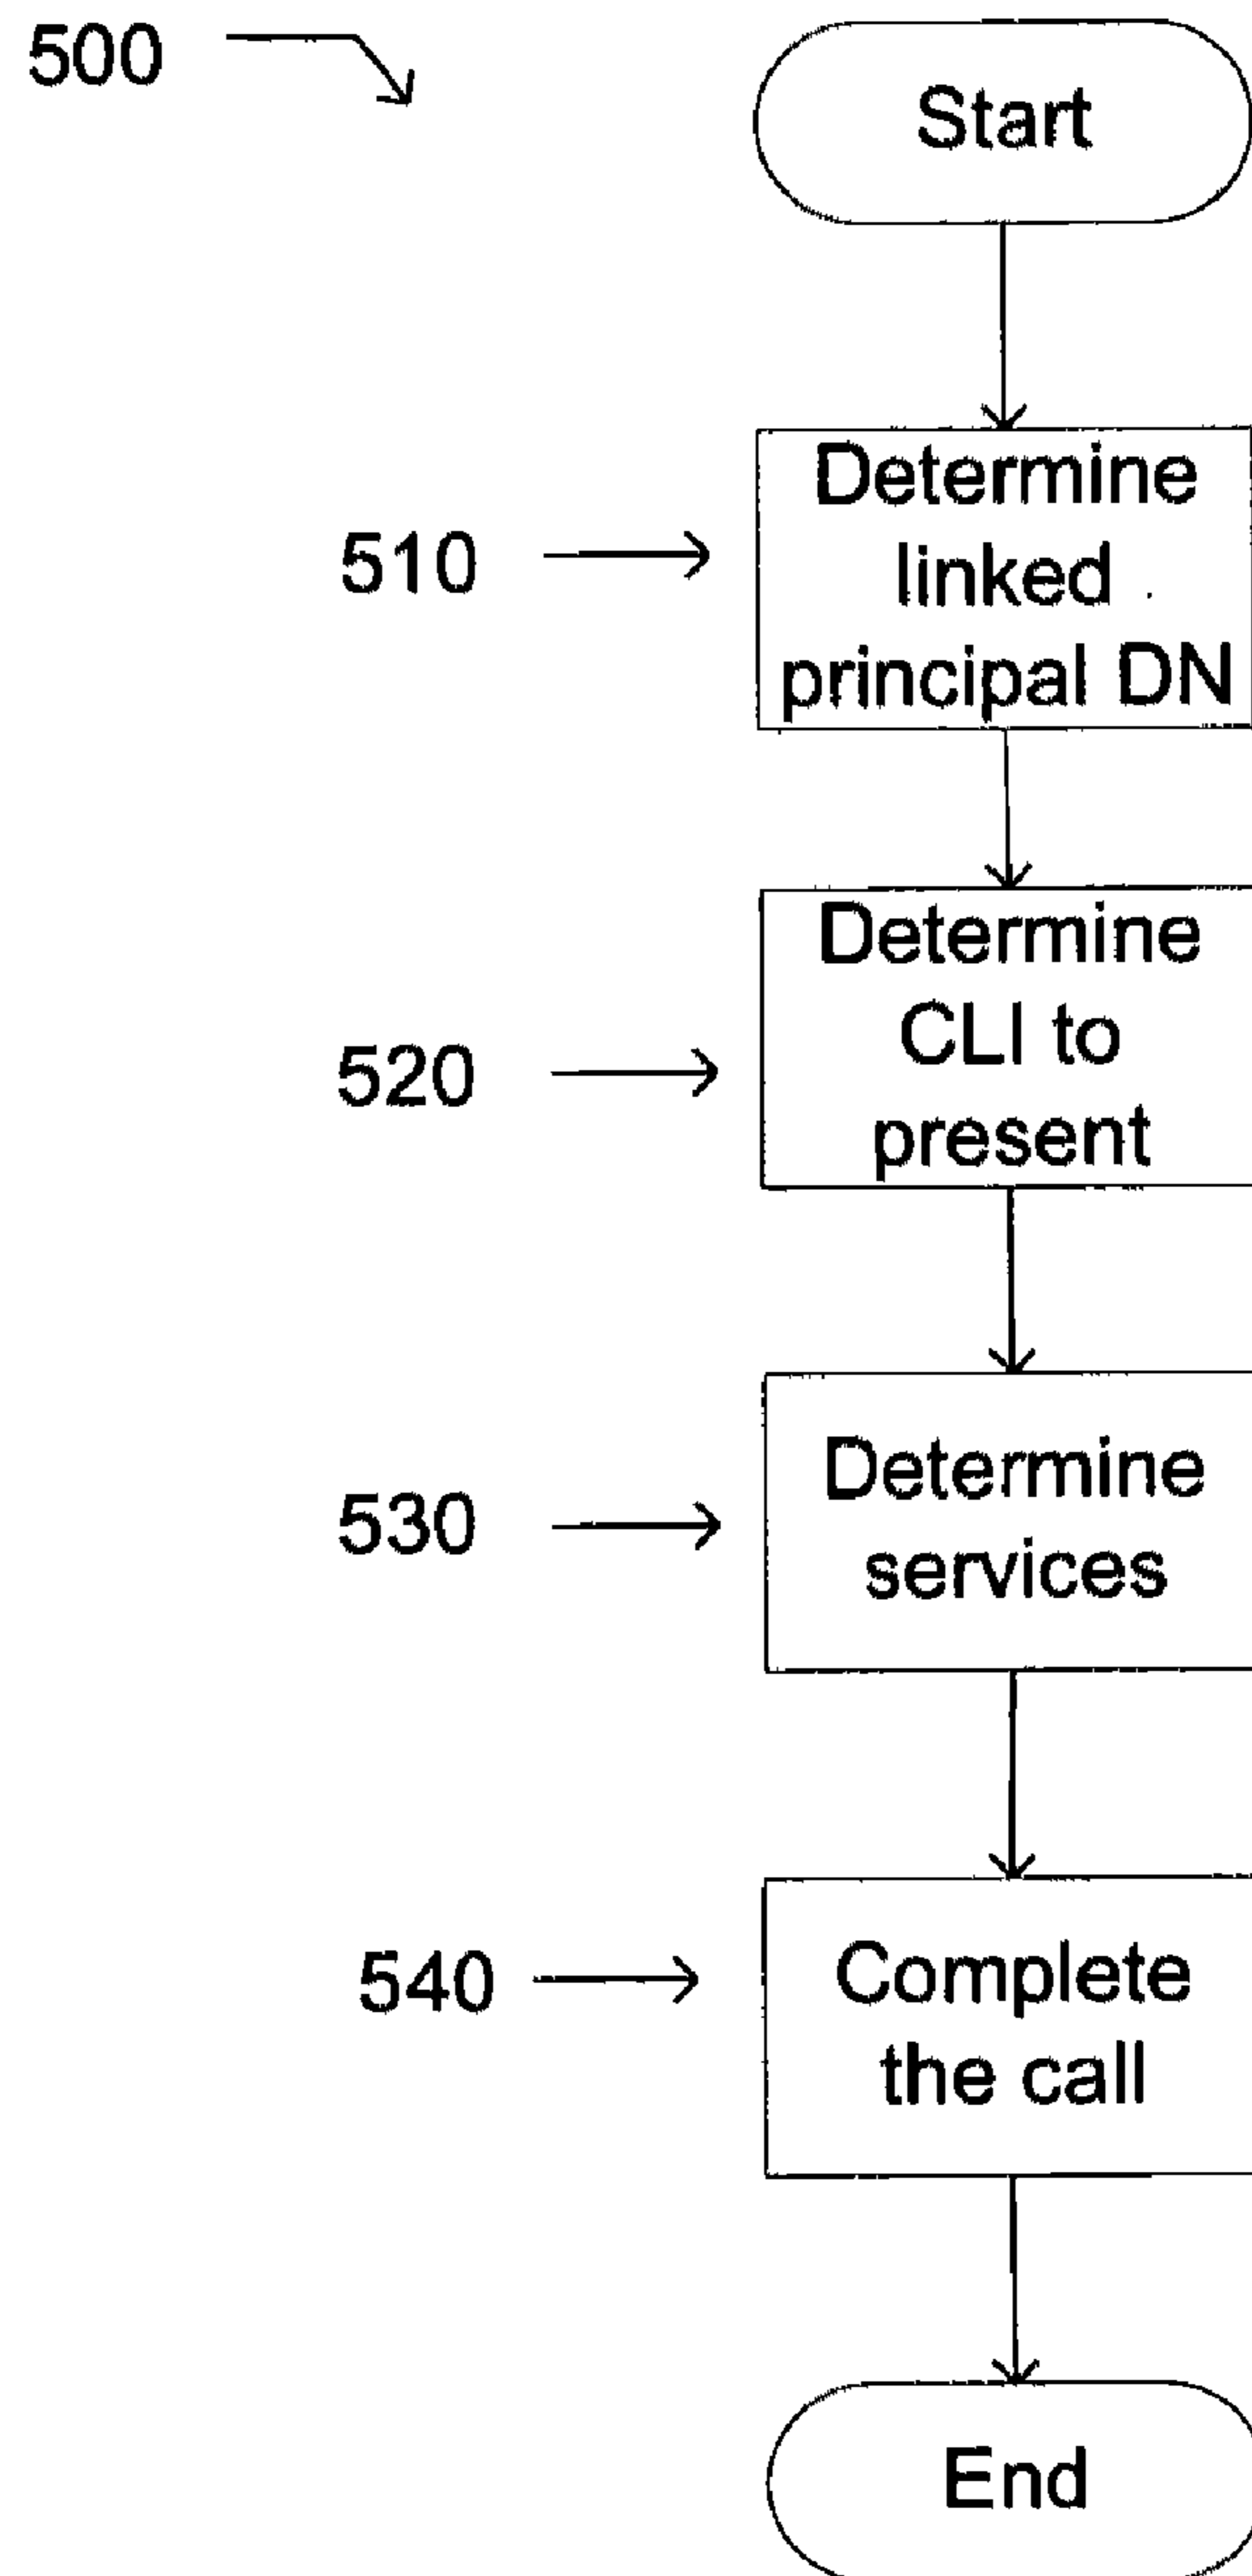 500
Start
510
Determine
linked
principal DN
520
Determine
CLI to
present
530
Determine
services
540
Complete
the call
End